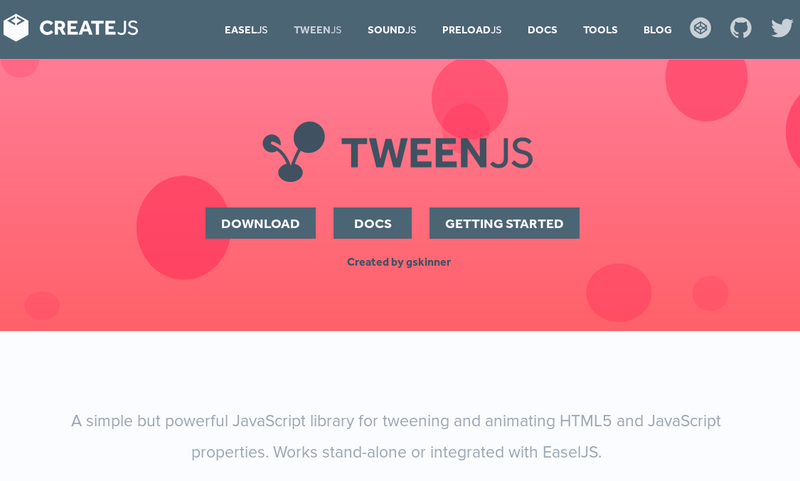 CREATEJS
EASELJS TWEENJS SOUNDJS PRELOADJS DOCS TOOLS BLOG
TWEENJS
DOWNLOAD DOCS GETTING STARTED
Created by gskinner
A simple but powerful JavaScript library for tweening and animating HTML5 and JavaScript
properties. Works stand-alone or integrated with EaselJS.